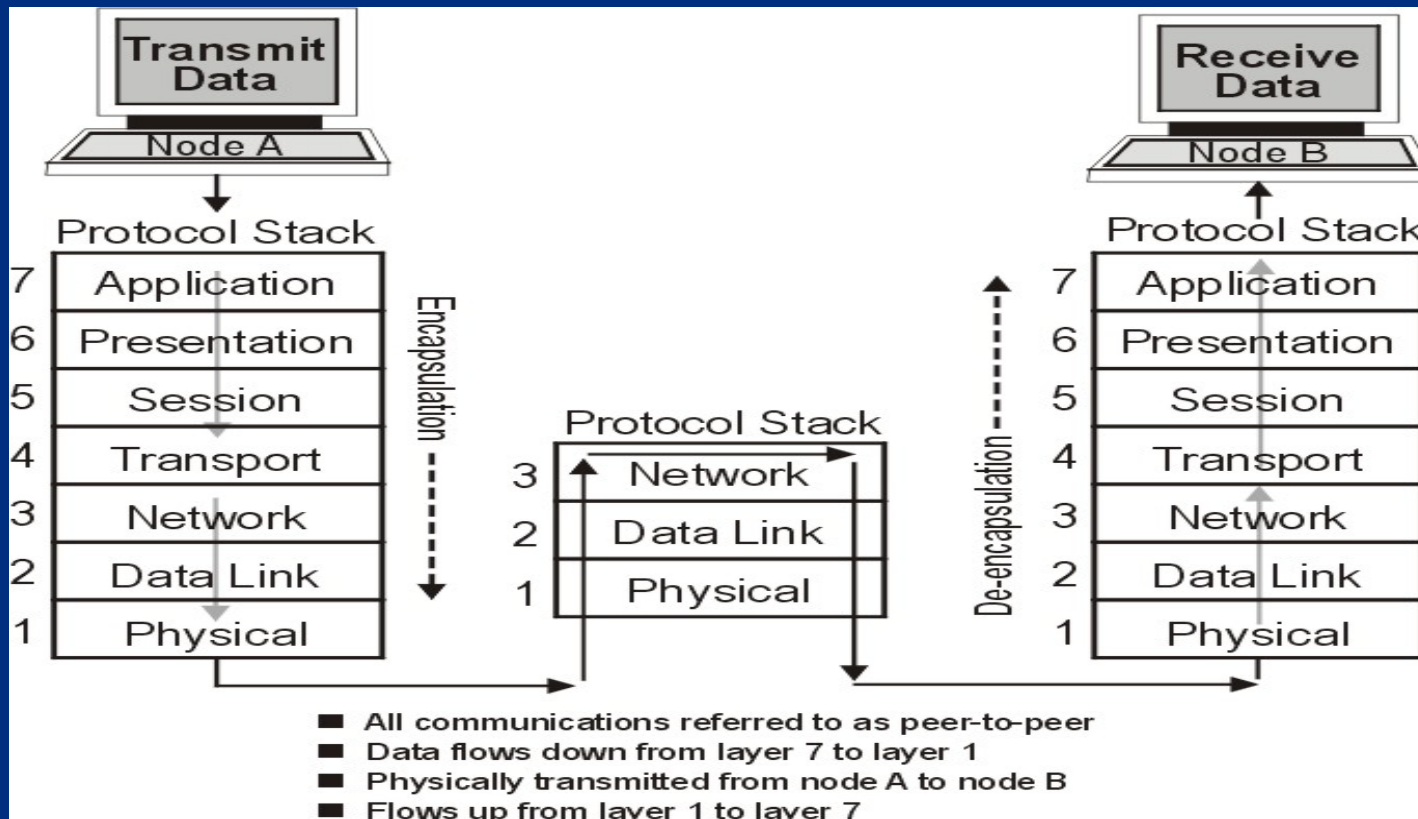 Transmit
Data
Node A
Protocol Stack
7 Application
6 Presentation
5 Session
4 Transport
3 Network
2 Data Link
1 Physical
Encapsulation
Protocol Stack
3 Network
2 Data Link
1 Physical
De-encapsulation
Receive
Data
Node B
Protocol Stack
7 Application
6 Presentation
5 Session
4 Transport
3 Network
2 Data Link
1 Physical
■ All communications referred to as peer-to-peer
■ Data flows down from layer 7 to layer 1
■ Physically transmitted from node A to node B
■ Flows up from layer 1 to layer 7